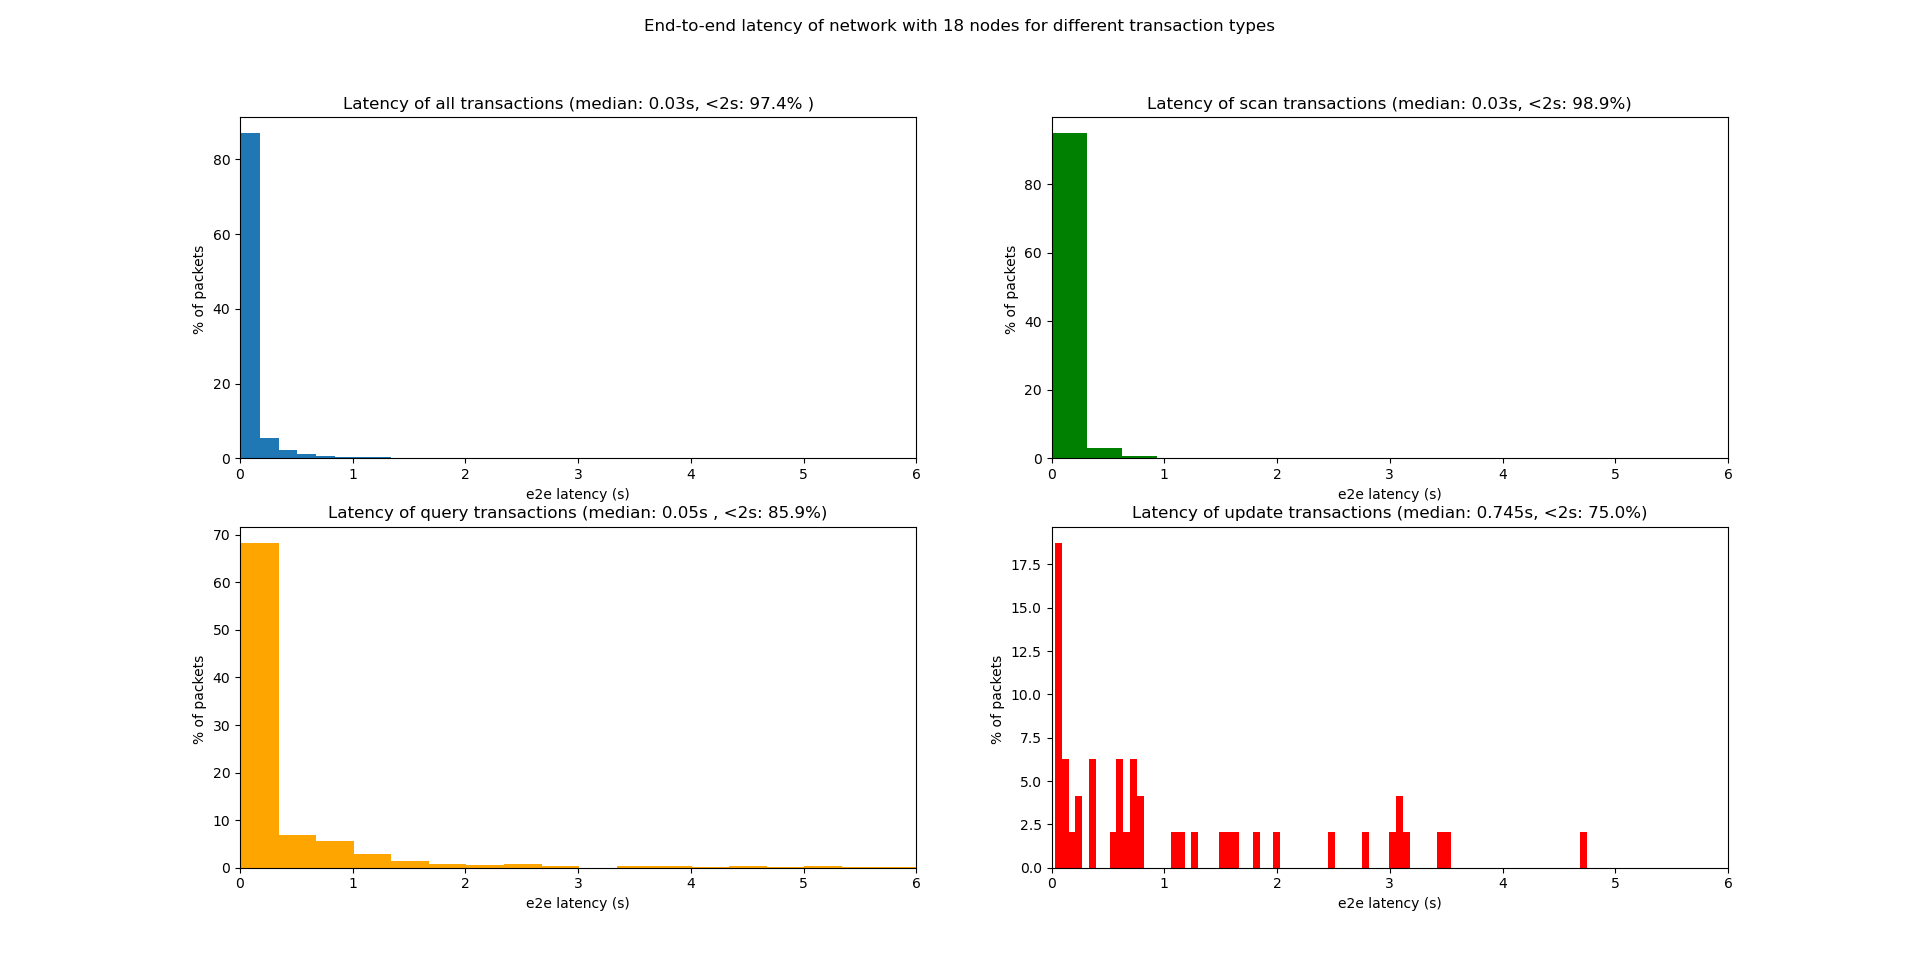 End-to-end latency of network with 18 nodes for different transaction types
Latency of all transactions (median: 0.03s, <2s: 97.4% )
80
60
40
20
0
% of packets
0 1 2 3 4 5 6
e2e latency (s)
Latency of scan transactions (median: 0.03s, <2s: 98.9%)
80
60
40
20
0
% of packets
0 1 2 3 4 5 6
e2e latency (s)
Latency of query transactions (median: 0.05s , <2s: 85.9%)
70
60
50
40
30
20
10
0
% of packets
0 1 2 3 4 5 6
e2e latency (s)
Latency of update transactions (median: 0.745s, <2s: 75.0%)
17.5
15.0
12.5
10.0
7.5
5.0
2.5
0.0
% of packets
0 1 2 3 4 5 6
e2e latency (s)